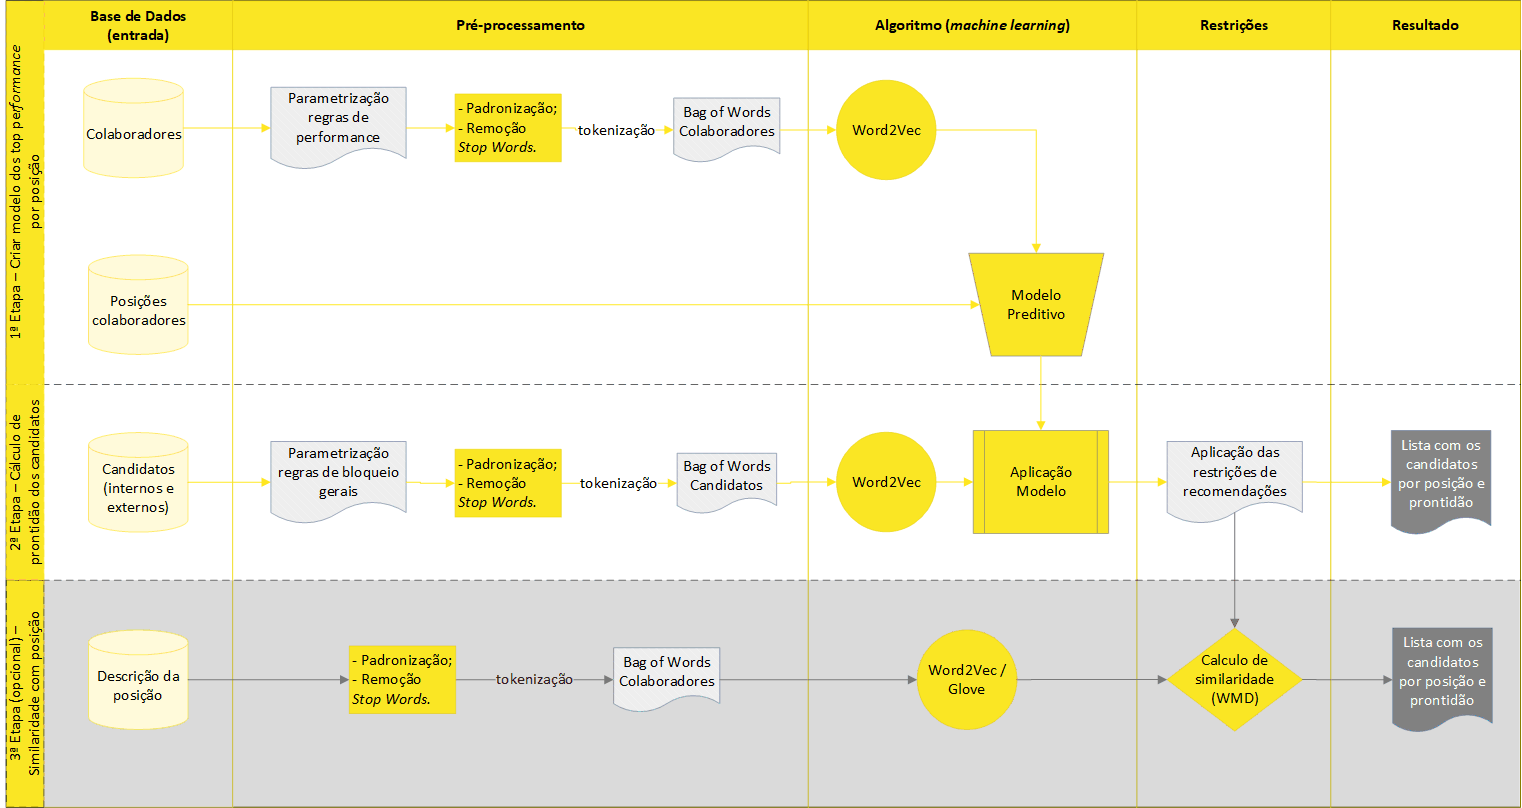 Base de Dados
(entrada)
Pré-processamento
Algoritmo (machine learning)
Restrições
Resultado
1ª Etapa – Criar modelo dos top performance
por posição
Colaboradores
Parametrização
regras de
performance
- Padronização;
- Remoção
Stop Words.
tokenização
Bag of Words
Colaboradores
Word2Vec
Posições
colaboradores
Modelo
Preditivo
2ª Etapa – Cálculo de
prontidão dos candidatos
Candidatos
(internos e
externos)
Parametrização
regras de bloqueio
gerais
- Padronização;
- Remoção
Stop Words.
tokenização
Bag of Words
Candidatos
Word2Vec
Aplicação
Modelo
Aplicação das
restrições de
recomendações
Lista com os
candidatos
por posição e
prontidão
3ª Etapa (opcional) –
Similaridade com posição
Descrição da
posição
- Padronização;
- Remoção
Stop Words.
tokenização
Bag of Words
Colaboradores
Word2Vec /
Glove
Calculo de
similaridade
(WMD)
Lista com os
candidatos
por posição e
prontidão